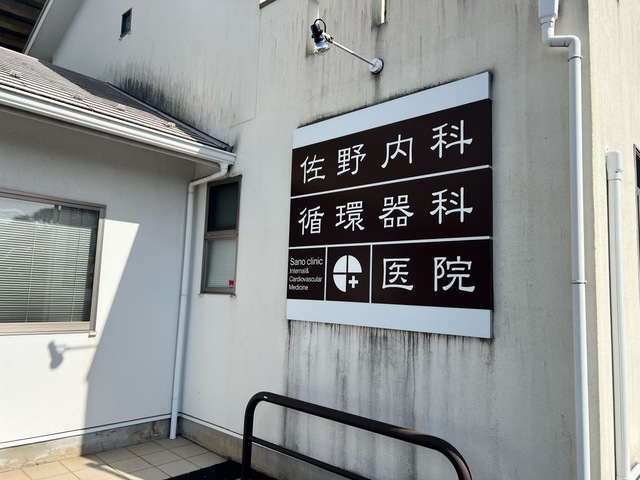 佐野内科
循環器科
Sano clinic
Internal&
Cardiovascular
Medicine
医院